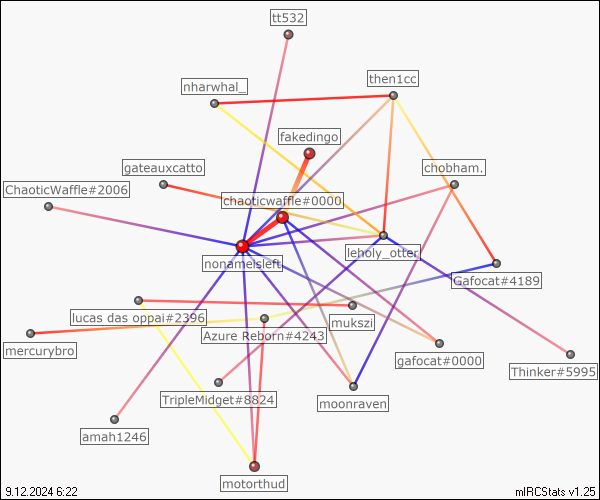 tt532
then1cc
nharwhal_
fakedingo
gateauxcatto
chobham.
ChaoticWaffle#2006
chaoticwaffle#0000
leholy_otter
nonameisleft
Gafocat#4189
lucas das oppai#2396
mukszi
Azure Reborn#4243
mercurybro
gafocat#0000
Thinker#5995
TripleMidget#8824
moonraven
amah1246
motorthud
9.12.2024 6:22
mIRCStats v1.25